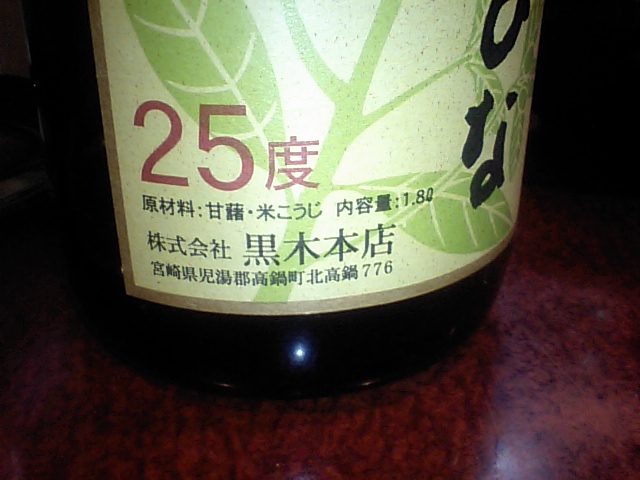 ひな
25度
原材料:甘藷・米こうじ 内容量:1.8ℓ
株式会社 黒木本店
宮崎県児湯郡高鍋町北高鍋776